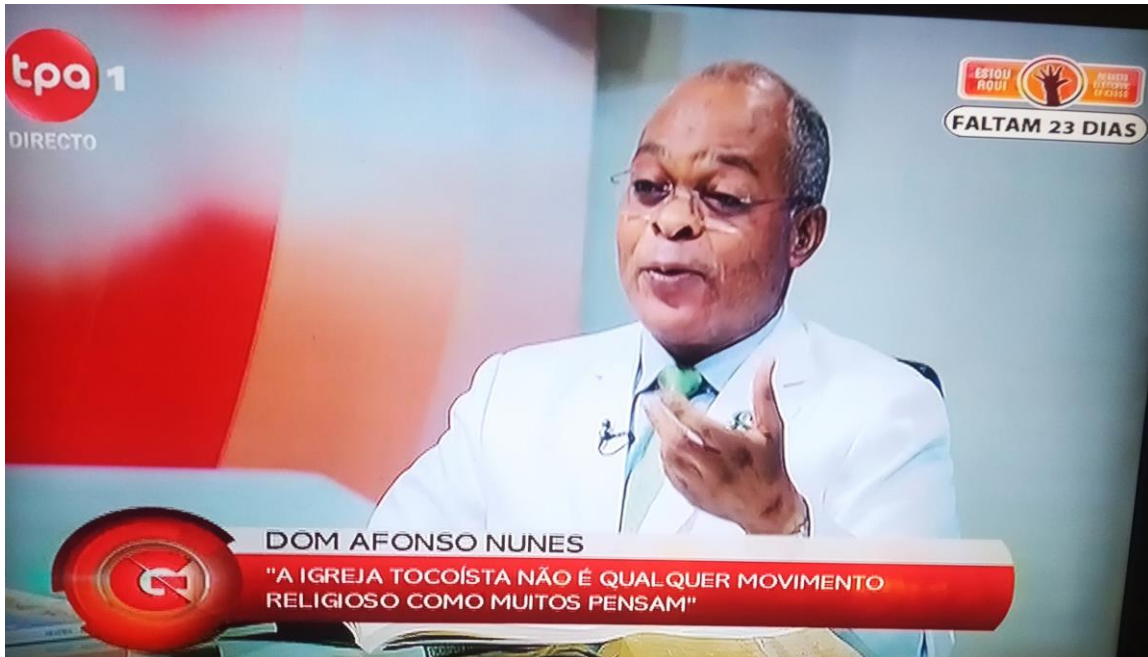 tpa 1
DIRECTO
ESTOU
AQUI
FALTAM 23 DIAS
DOM AFONSO NUNES
"A IGREJA TOCOÍSTA NÃO É QUALQUER MOVIMENTO
RELIGIOSO COMO MUITOS PENSAM"